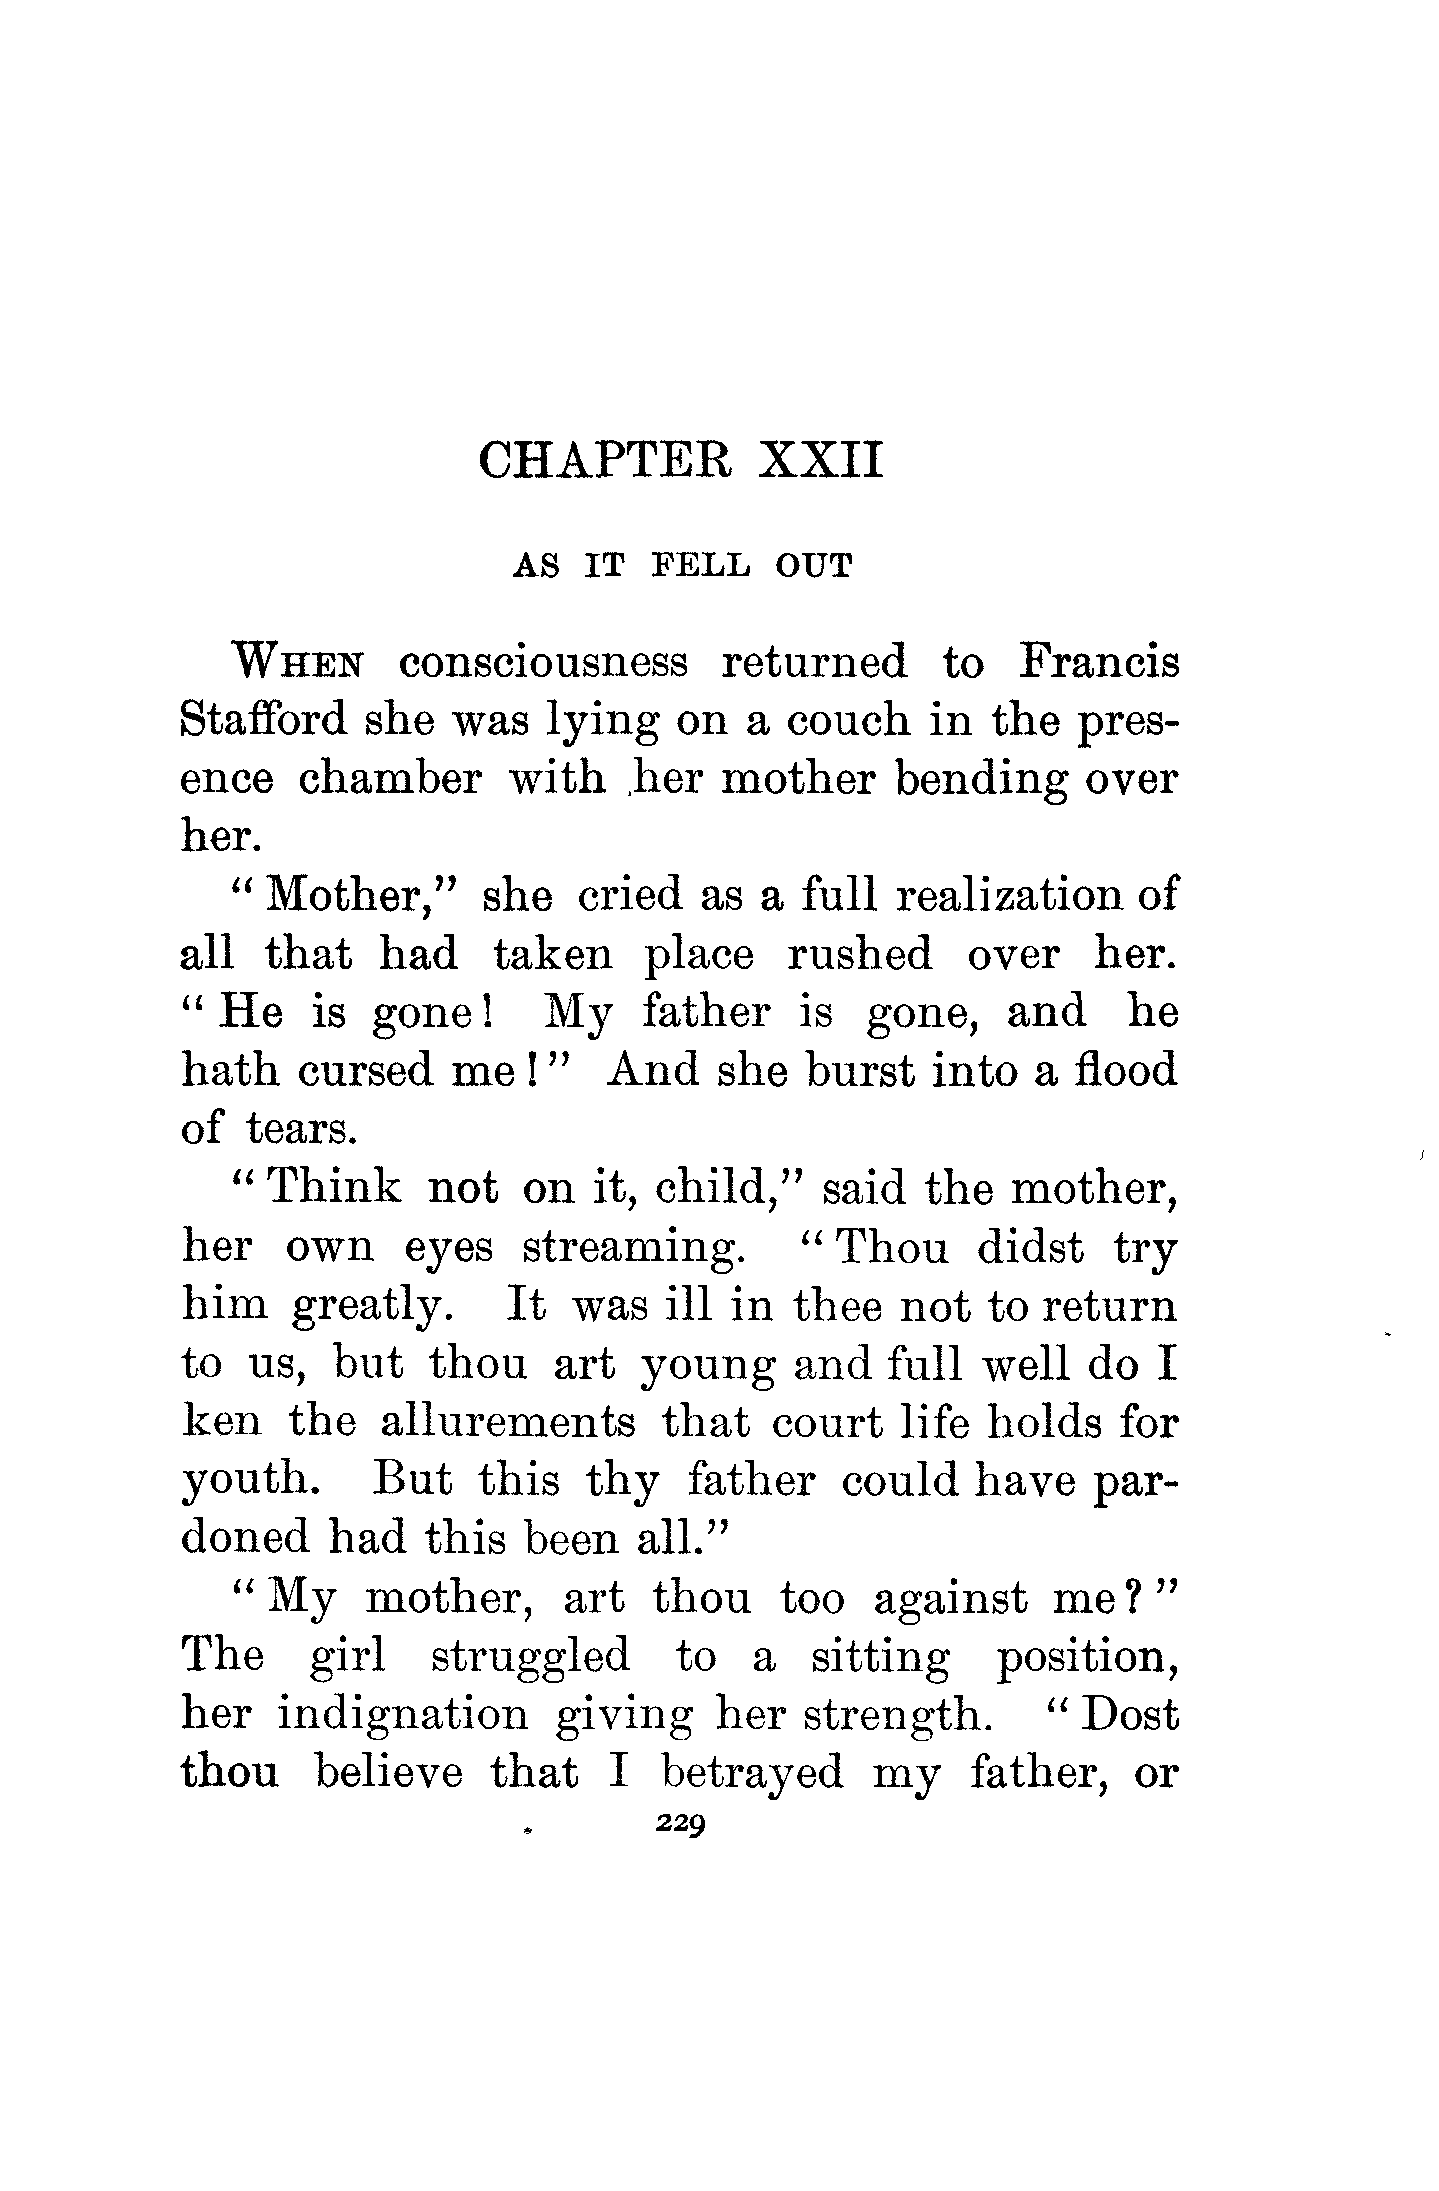 CHAPTER XXII
AS IT FELL OUT
WHEN consciousness returned to Francis
Stafford she was lying on a couch in the pres-
ence chamber with her mother bending over
her.
“Mother,” she cried as a full realization of
all that had taken place rushed over her.
“He is gone! My father is gone, and he
hath cursed me!” And she burst into a flood
of tears.
“Think not on it, child,” said the mother,
her own eyes streaming. “Thou didst try
him greatly. It was ill in thee not to return
to us, but thou art young and full well do I
ken the allurements that court life holds for
youth. But this thy father could have par-
doned had this been all.”
“My mother, art thou too against me?”
The girl struggled to a sitting position,
her indignation giving her strength. “Dost
thou believe that I betrayed my father, or
229